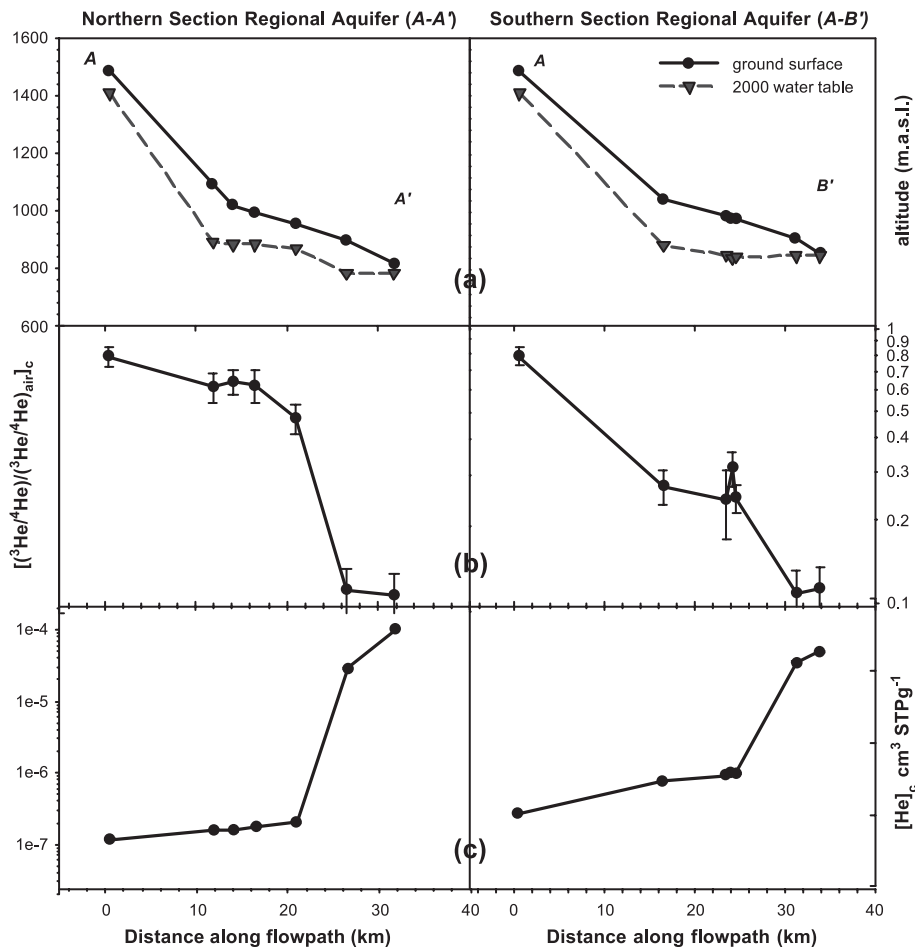 Northern Section Regional Aquifer (A-A')
Southern Section Regional Aquifer (A-B')
1600
1400
1200
1000
800
600
A
A'
A
B'
ground surface
2000 water table
altitude (m.a.s.l.)
(a)
[(³He/⁴He)/(³He/⁴He)air]c
1
0.9
0.8
0.7
0.6
0.5
0.4
0.3
0.2
0.1
(b)
1e-4
1e-5
1e-6
1e-7
(c)
[He]c cm³ STPg⁻¹
0 10 20 30 40 0 10 20 30 40
Distance along flowpath (km)
Distance along flowpath (km)